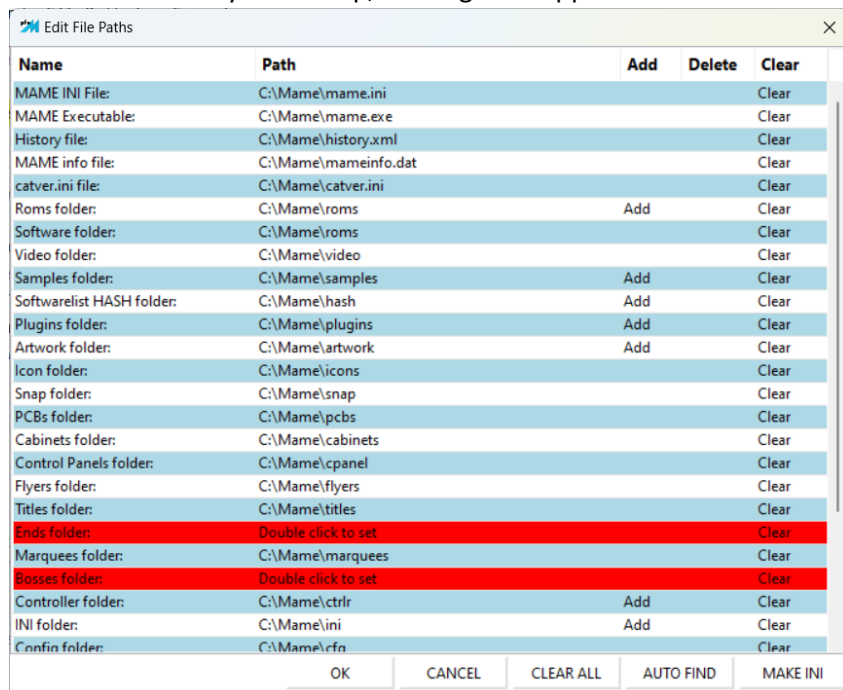 Edit File Paths
Name Path Add Delete Clear
MAME INI File: C:\Mame\mame.ini Clear
MAME Executable: C:\Mame\mame.exe Clear
History file: C:\Mame\history.xml Clear
MAME info file: C:\Mame\mameinfo.dat Clear
catver.ini file: C:\Mame\catver.ini Clear
Roms folder: C:\Mame\roms Add Clear
Software folder: C:\Mame\roms Clear
Video folder: C:\Mame\video Clear
Samples folder: C:\Mame\samples Add Clear
Softwarelist HASH folder: C:\Mame\hash Add Clear
Plugins folder: C:\Mame\plugins Add Clear
Artwork folder: C:\Mame\artwork Add Clear
Icon folder: C:\Mame\icons Clear
Snap folder: C:\Mame\snap Clear
PCBs folder: C:\Mame\pcbs Clear
Cabinets folder: C:\Mame\cabinets Clear
Control Panels folder: C:\Mame\cpanel Clear
Flyers folder: C:\Mame\flyers Clear
Titles folder: C:\Mame\titles Clear
Ends folder: Double click to set Clear
Marquees folder: C:\Mame\marquees Clear
Bosses folder: Double click to set Clear
Controller folder: C:\Mame\ctrlr Add Clear
INI folder: C:\Mame\ini Add Clear
Config folder: C:\Mame\cfg Clear
OK CANCEL CLEAR ALL AUTO FIND MAKE INI